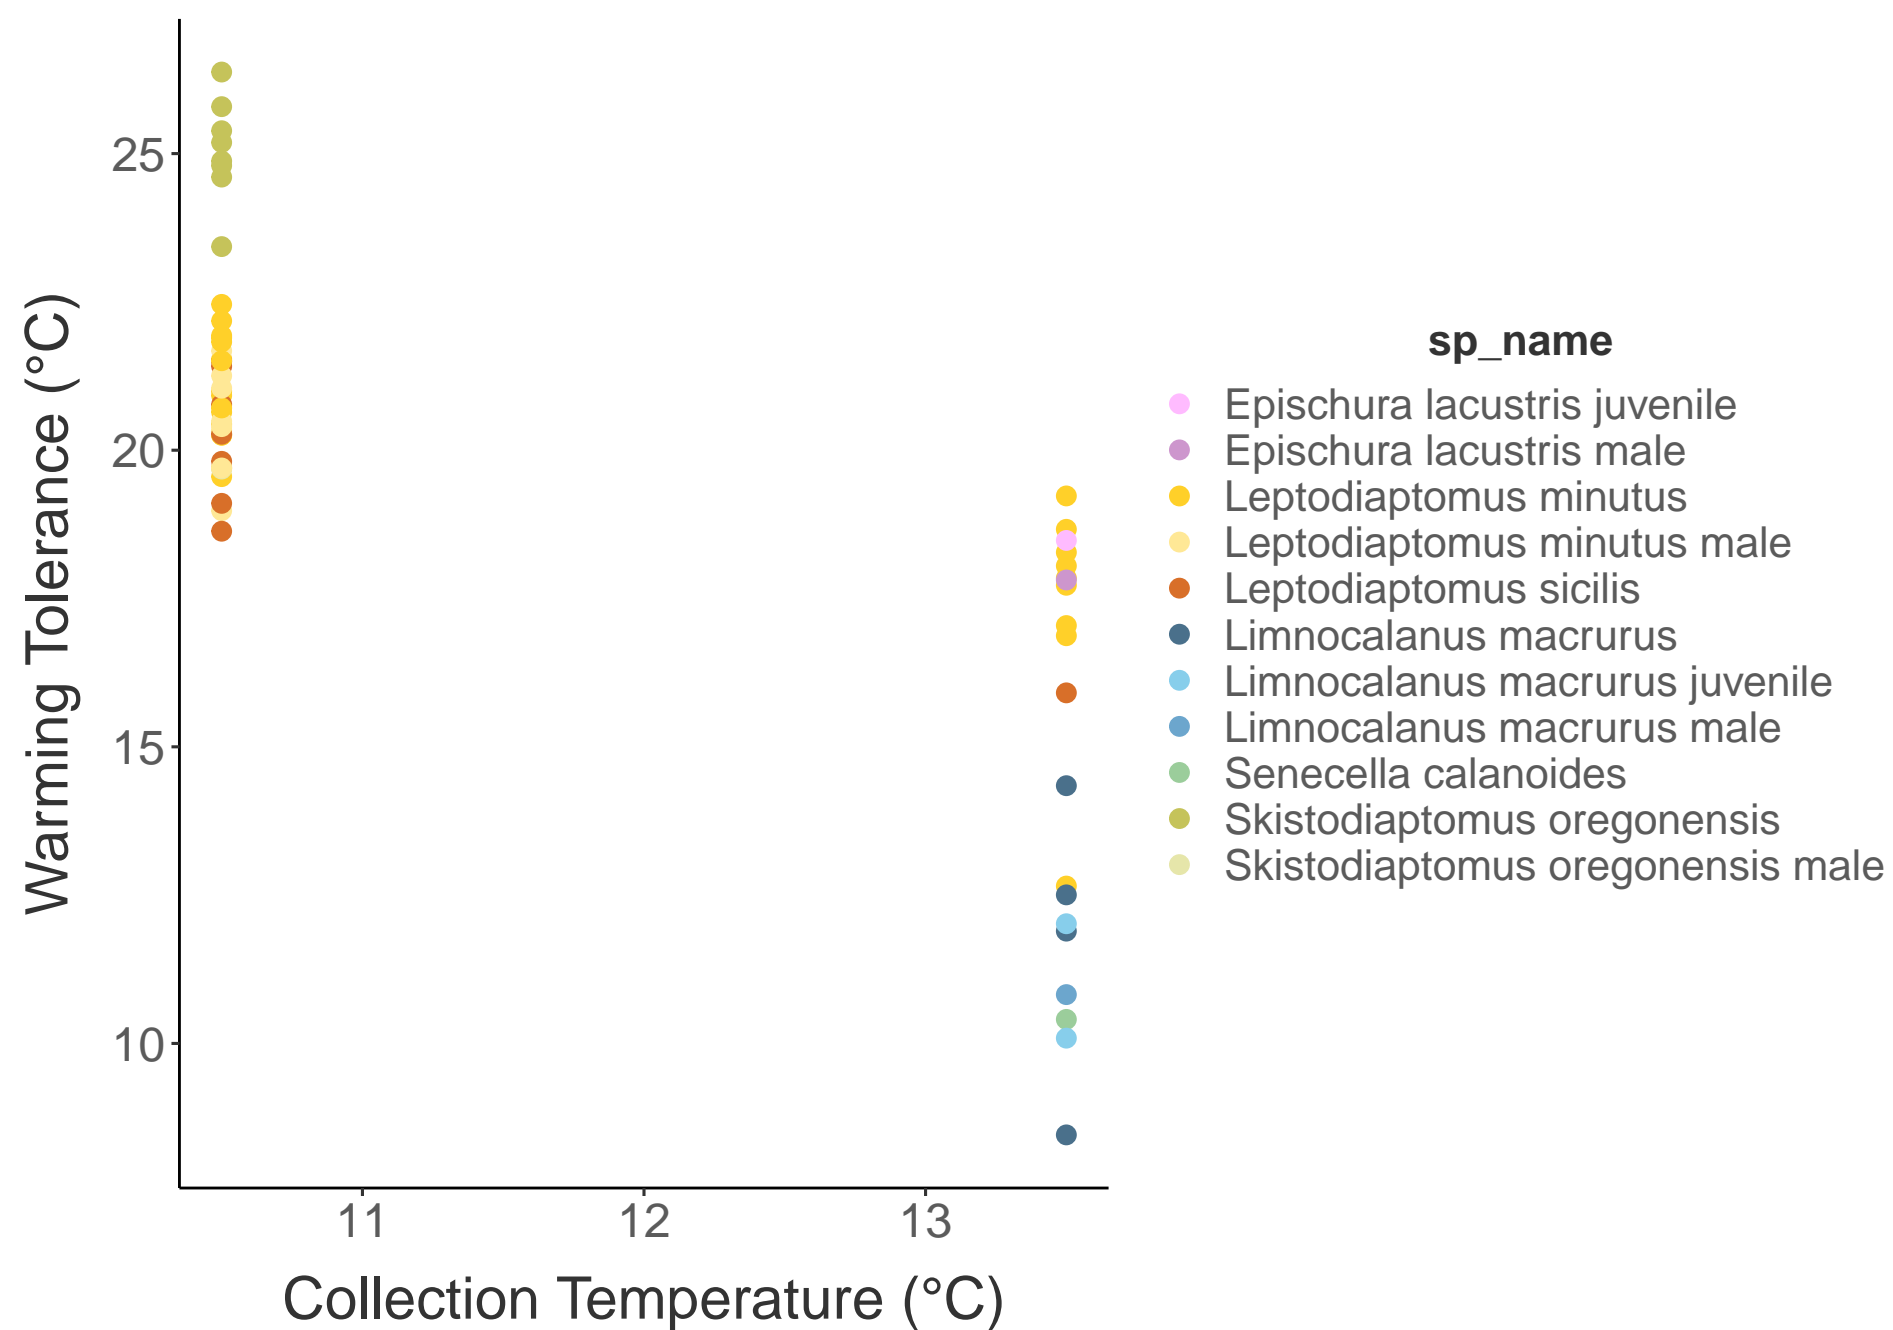 25
20
15
10
11
12
13
Warming Tolerance (°C)
Collection Temperature (°C)
sp_name
Epischura lacustris juvenile
Epischura lacustris male
Leptodiaptomus minutus
Leptodiaptomus minutus male
Leptodiaptomus sicilis
Limnocalanus macrurus
Limnocalanus macrurus juvenile
Limnocalanus macrurus male
Senecella calanoides
Skistodiaptomus oregonensis
Skistodiaptomus oregonensis male